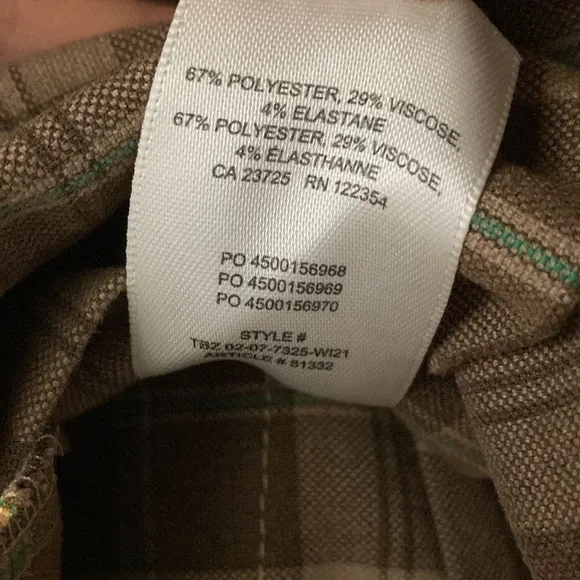 67% POLYESTER, 29% VISCOSE,
4% ELASTANE
67% POLYESTER, 29% VISCOSE,
4% ÉLASTHANNE
CA 23725 RN 122354
PO 4500156968
PO 4500156969
PO 4500156970
STYLE #
TBZ 02-07-7325-WI21
ARTICLE # 81332